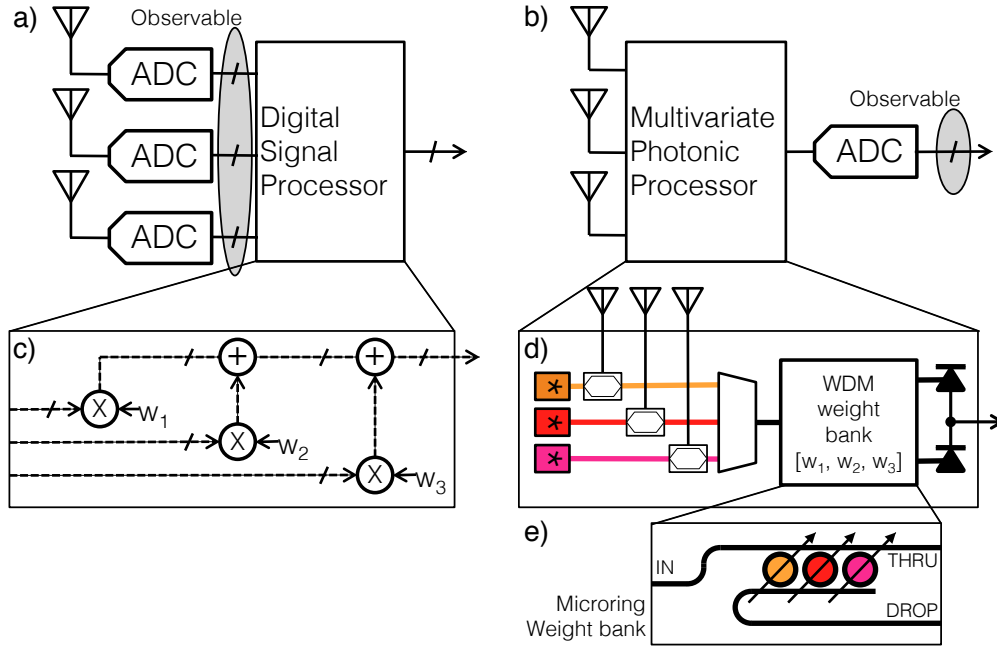 a)
Observable
ADC
ADC
ADC
Digital
Signal
Processor
b)
Multivariate
Photonic
Processor
Observable
ADC
c)
+
+
X
W1
X
W2
X
W3
d)
*
*
*
WDM
weight
bank
[w1, w2, w3]
e)
IN
THRU
DROP
Microring
Weight bank